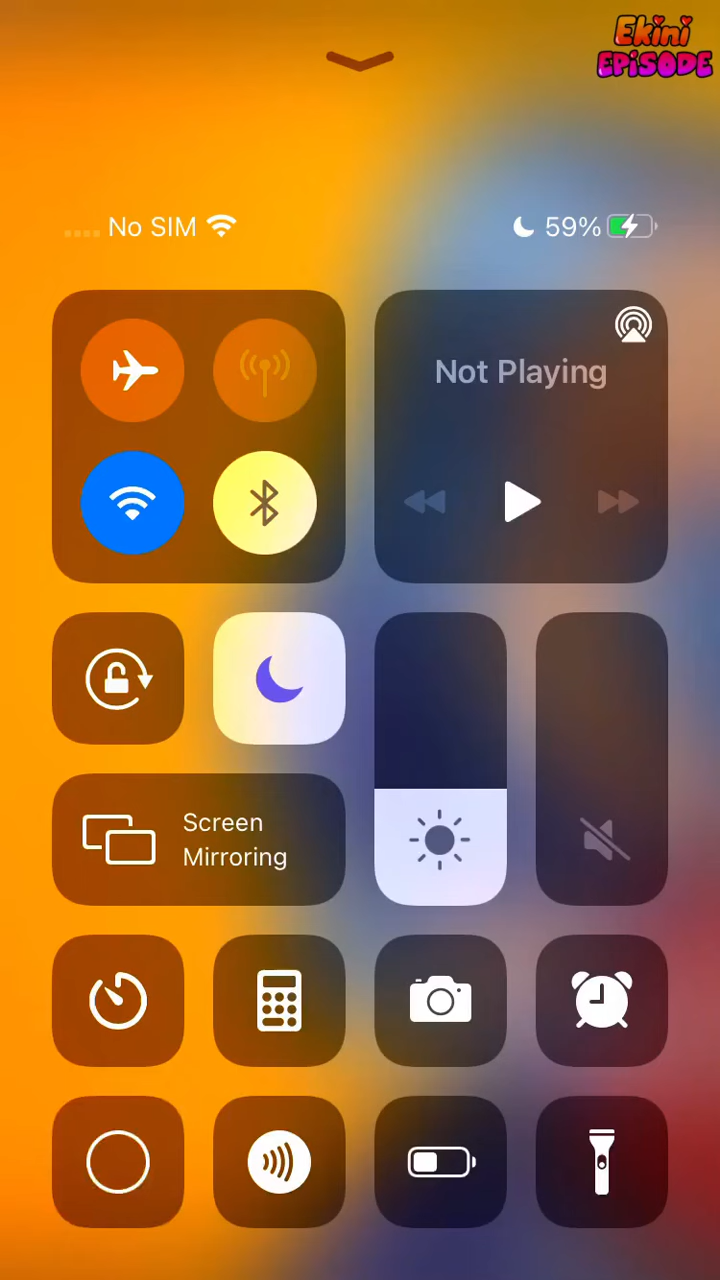 Ekini
EPiSODE
No SIM
59%
Not Playing
Screen
Mirroring